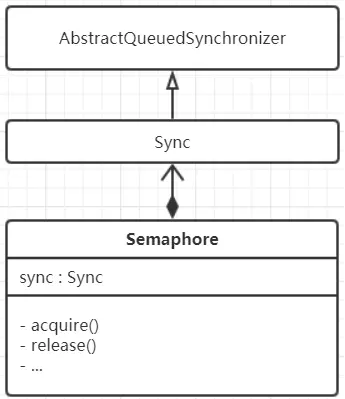 AbstractQueuedSynchronizer
Sync
Semaphore
sync : Sync
- acquire()
- release()
- ...